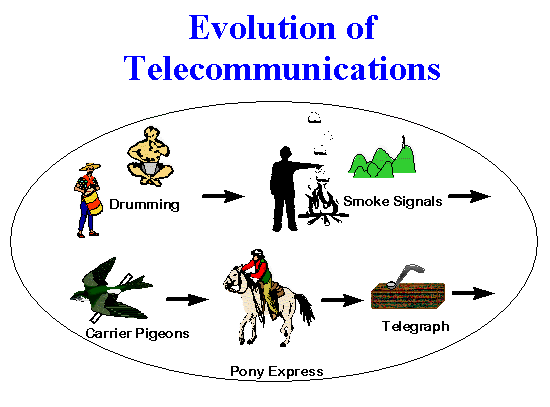 Evolution of
Telecommunications
Drumming
Smoke Signals
Carrier Pigeons
Pony Express
Telegraph